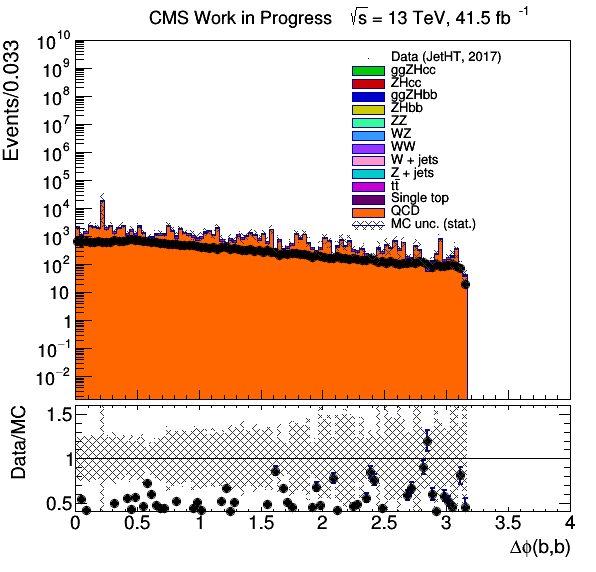 CMS Work in Progress √s = 13 TeV, 41.5 fb⁻¹
Events/0.033
10¹⁰
10⁹
10⁸
10⁷
10⁶
10⁵
10⁴
10³
10²
10
1
10⁻¹
10⁻²
Data (JetHT, 2017)
ggZHcc
ZHcc
ggZHbb
ZHbb
ZZ
WZ
WW
W + jets
Z + jets
tt̄
Single top
QCD
MC unc. (stat.)
Data/MC
1.5
1
0.5
0 0.5 1 1.5 2 2.5 3 3.5 4
Δϕ(b,b)